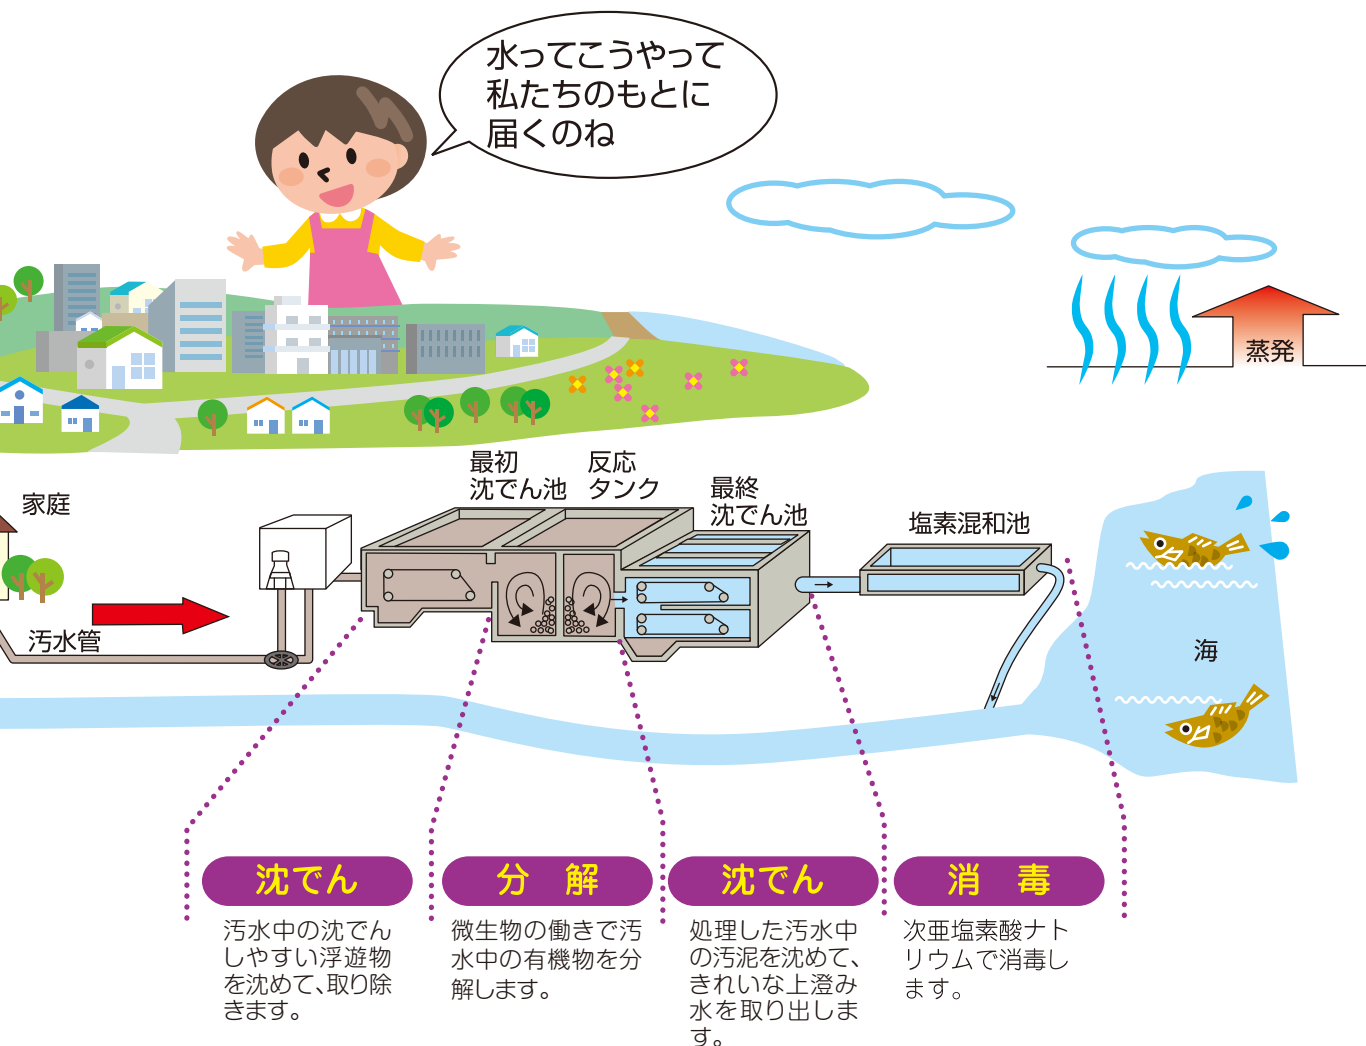 水ってこうやって
私たちのもとに
届くのね
蒸発
家庭
最初
沈でん池
反応
タンク
最終
沈でん池
塩素混和池
汚水管
海
沈でん
汚水中の沈でん
しやすい浮遊物
を沈めて、取り除
きます。
分解
微生物の働きで汚
水中の有機物を分
解します。
沈でん
処理した汚水中
の汚泥を沈めて、
きれいな上澄み
水を取り出しま
す。
消毒
次亜塩素酸ナト
リウムで消毒し
ます。